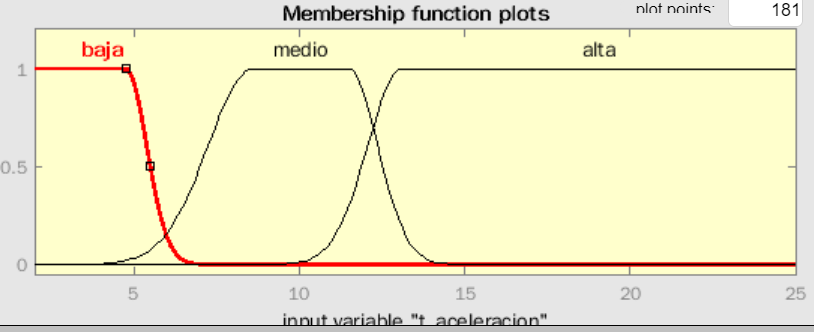 Membership function plots
plot points:
181
baja
medio
alta
1
0.5
0
5
10
15
20
25
input variable "t_aceleracion"